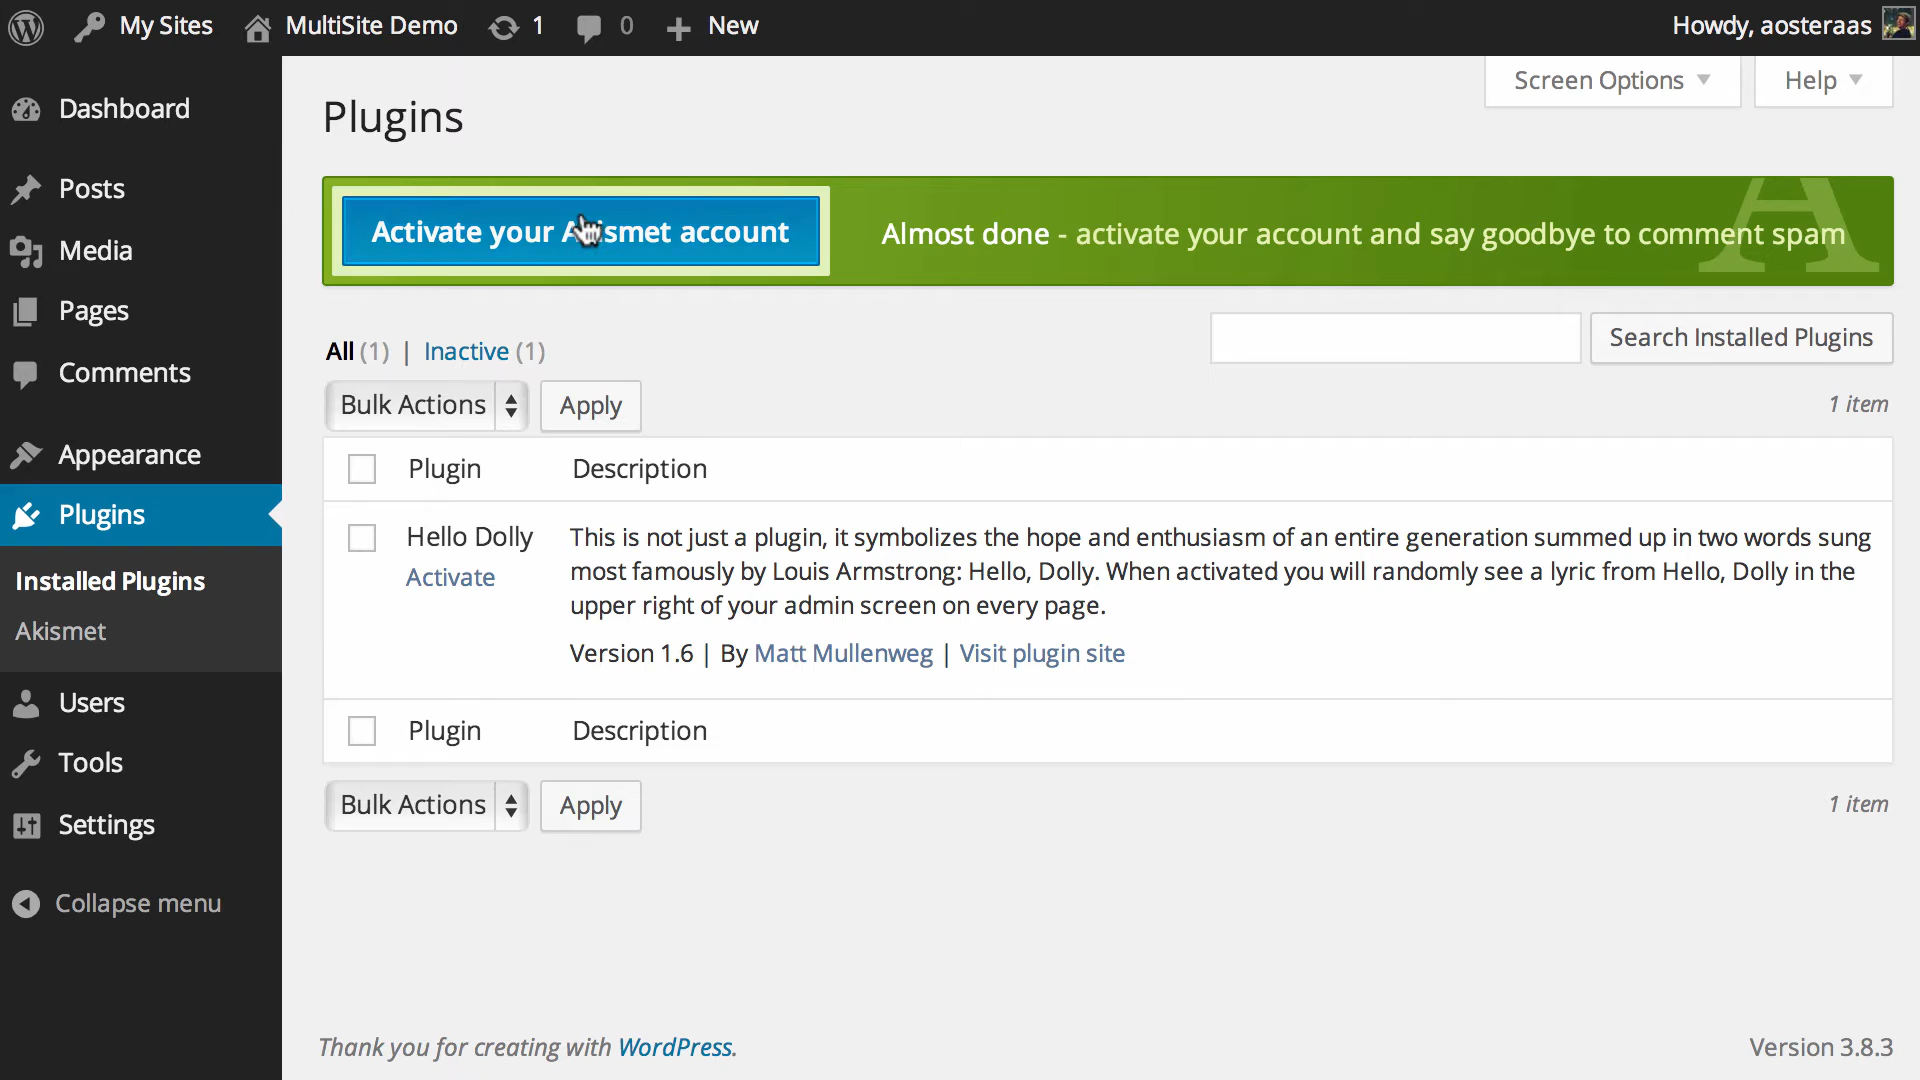 My Sites
MultiSite Demo
1
0
New
Howdy, aosteraas
Screen Options
Help
Dashboard
Posts
Media
Pages
Comments
Appearance
Plugins
Installed Plugins
Akismet
Users
Tools
Settings
Collapse menu
Plugins
Activate your Akismet account
Almost done - activate your account and say goodbye to comment spam
All (1) | Inactive (1)
Search Installed Plugins
Bulk Actions
Apply
1 item
Plugin
Description
Hello Dolly
Activate
This is not just a plugin, it symbolizes the hope and enthusiasm of an entire generation summed up in two words sung
most famously by Louis Armstrong: Hello, Dolly. When activated you will randomly see a lyric from Hello, Dolly in the
upper right of your admin screen on every page.
Version 1.6 | By Matt Mullenweg | Visit plugin site
Plugin
Description
Bulk Actions
Apply
1 item
Thank you for creating with WordPress.
Version 3.8.3